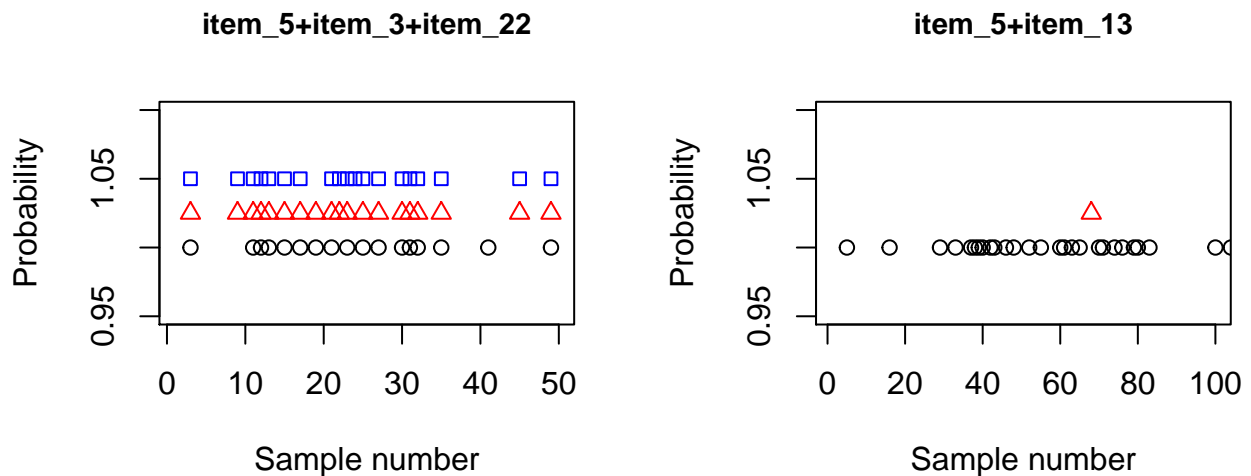 item_5+item_3+item_22
Probability
0.95
1.05
0 10 20 30 40 50
Sample number
item_5+item_13
Probability
0.95
1.05
0 20 40 60 80 100
Sample number